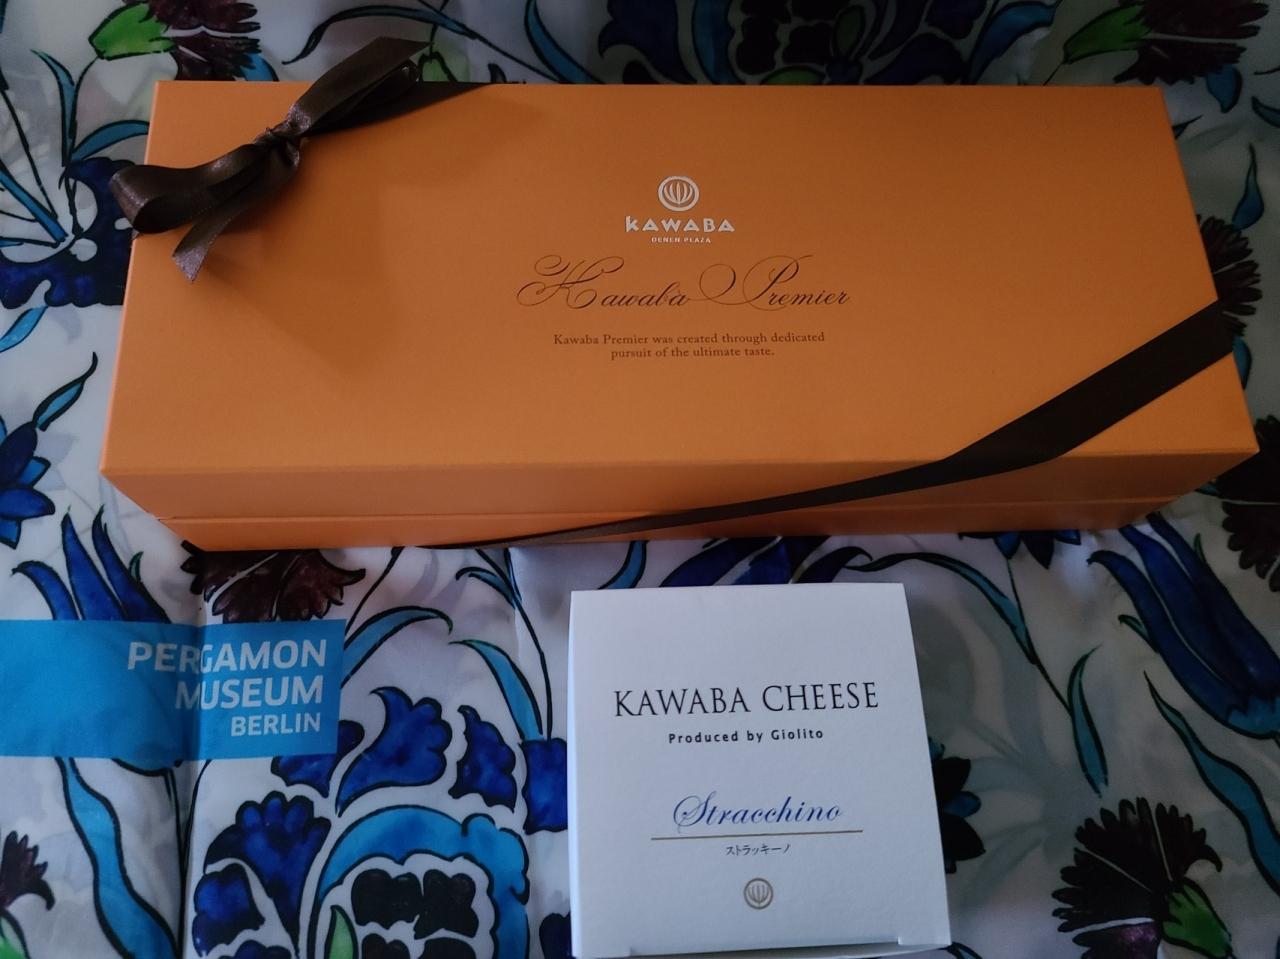 KAWABA
DENEN PLAZA
Kawaba Premier
Kawaba Premier was created through dedicated
pursuit of the ultimate taste.
PERGAMON
MUSEUM
BERLIN
KAWABA CHEESE
Produced by Giolito
Stracchino
ストラッキーノ